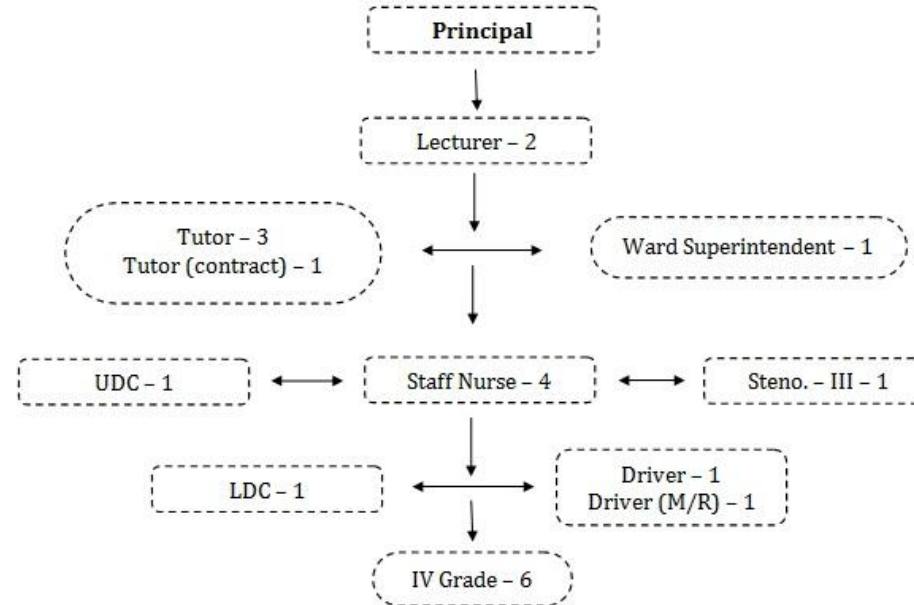 Principal
Lecturer – 2
Tutor – 3
Tutor (contract) – 1
Ward Superintendent – 1
UDC – 1
Staff Nurse – 4
Steno. – III – 1
LDC – 1
Driver – 1
Driver (M/R) – 1
IV Grade – 6